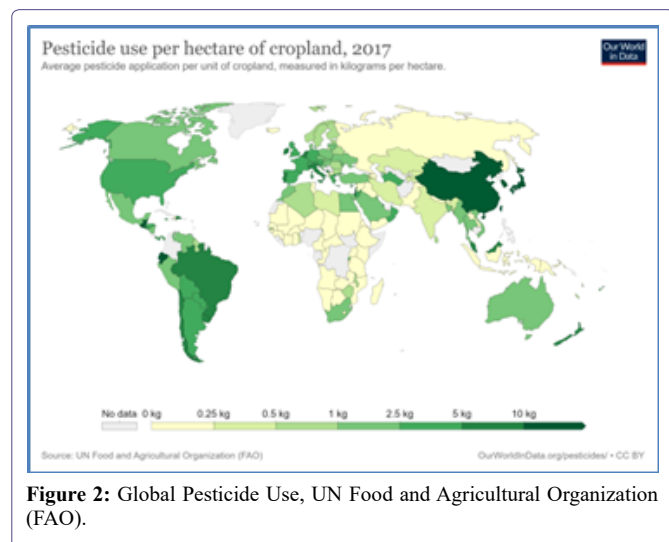 Pesticide use per hectare of cropland, 2017
Average pesticide application per unit of cropland, measured in kilograms per hectare.
Our World
in Data
No data
0 kg
0.25 kg
0.5 kg
1 kg
2.5 kg
5 kg
10 kg
Source: UN Food and Agricultural Organization (FAO)
OurWorldInData.org/pesticides/ • CC BY
Figure 2: Global Pesticide Use, UN Food and Agricultural Organization
(FAO).